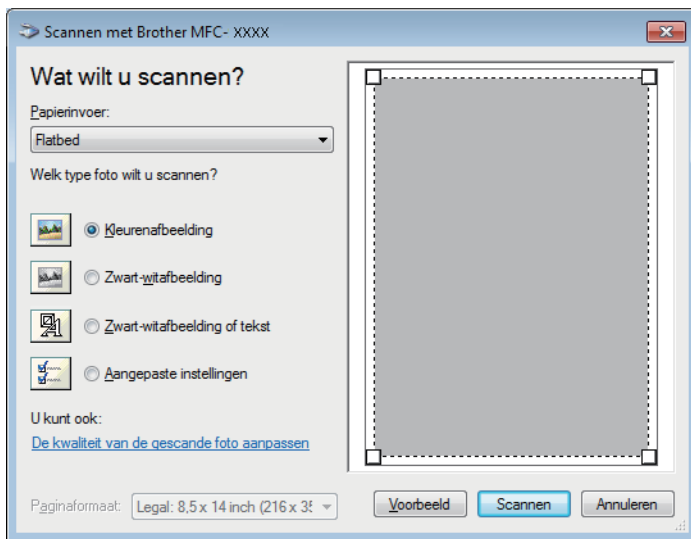 Scannen met Brother MFC- XXXX
Wat wilt u scannen?
Papierinvoer:
Flatbed
Welk type foto wilt u scannen?
Kleurenafbeelding
Zwart-witafbeelding
Zwart-witafbeelding of tekst
Aangepaste instellingen
U kunt ook:
De kwaliteit van de gescande foto aanpassen
Paginaformaat: Legal: 8,5 x 14 inch (216 x 35
Voorbeeld Scannen Annuleren